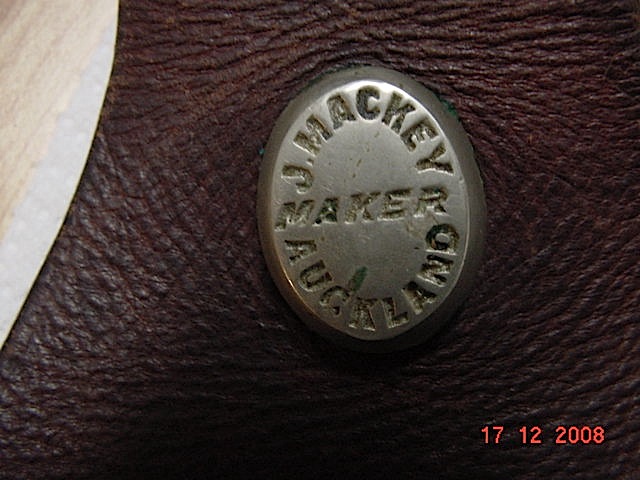 J. MACKEY
MAKER
AUCKLAND
17 12 2008